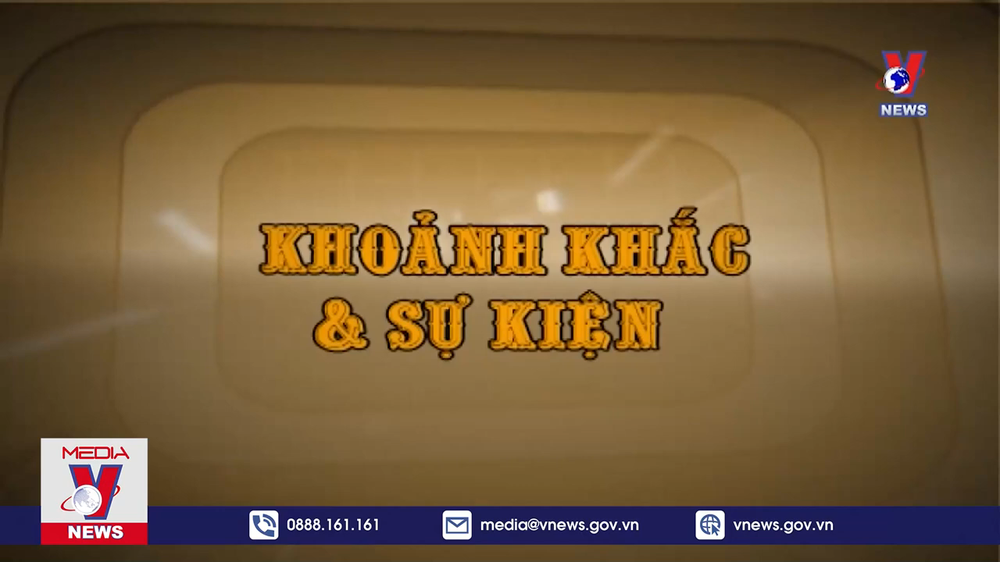 V
NEWS
KHOẢNH KHẮC
& SỰ KIỆN
MEDIA
V
NEWS
0888.161.161
media@vnews.gov.vn
vnews.gov.vn